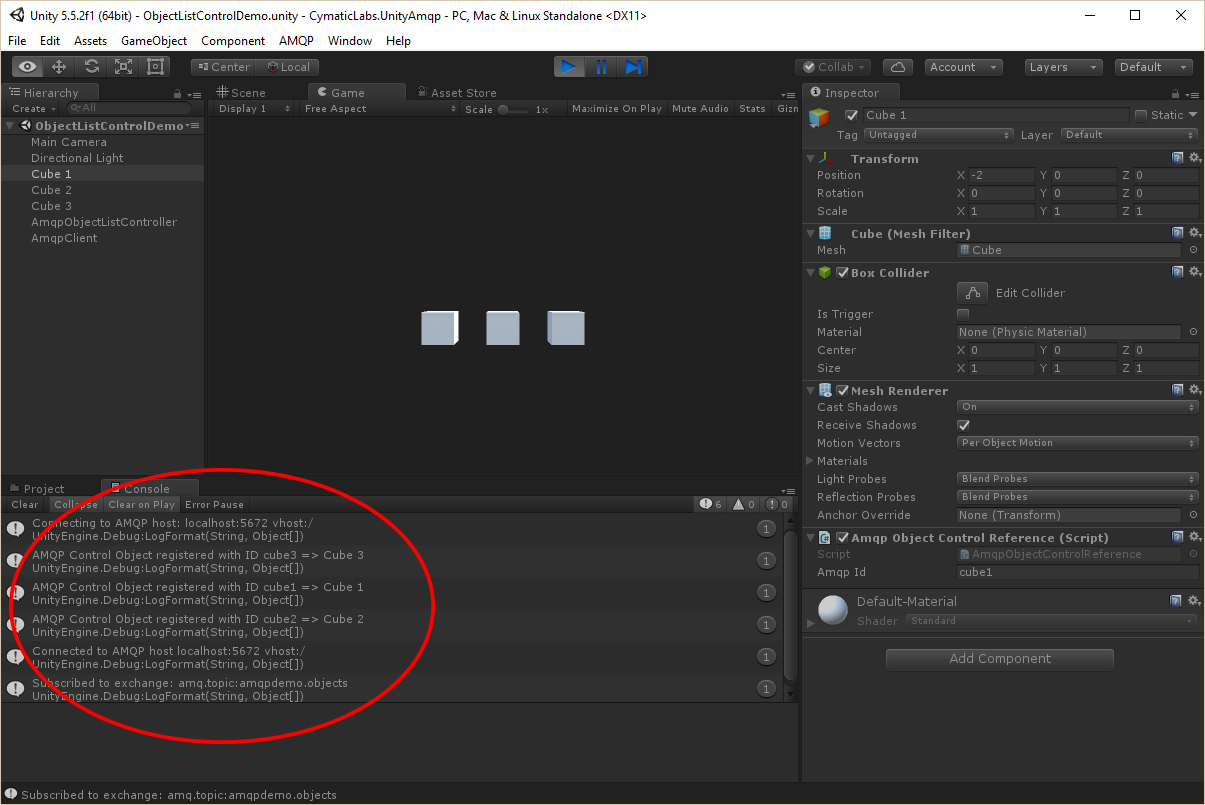 Unity 5.5.2f1 (64bit) - ObjectListControlDemo.unity - CymaticLabs.UnityAmqp - PC, Mac & Linux Standalone <DX11>
File Edit Assets GameObject Component AMQP Window Help
Center Local Collab Account Layers Default
Hierarchy
Create All
ObjectListControlDemo
Main Camera
Directional Light
Cube 1
Cube 2
Cube 3
AmqpObjectListController
AmqpClient
Scene Game Asset Store
Display 1 Free Aspect Scale 1x Maximize On Play Mute Audio Stats Gizn
Project Console
Clear Collapse Clear on Play Error Pause 6 0 0
Connecting to AMQP host: localhost:5672 vhost:/
UnityEngine.Debug:LogFormat(String, Object[])
1
AMQP Control Object registered with ID cube3 => Cube 3
UnityEngine.Debug:LogFormat(String, Object[])
1
AMQP Control Object registered with ID cube1 => Cube 1
UnityEngine.Debug:LogFormat(String, Object[])
1
AMQP Control Object registered with ID cube2 => Cube 2
UnityEngine.Debug:LogFormat(String, Object[])
1
Connected to AMQP host localhost:5672 vhost:/
UnityEngine.Debug:LogFormat(String, Object[])
1
Subscribed to exchange: amq.topic:amqpdemo.objects
UnityEngine.Debug:LogFormat(String, Object[])
1
Inspector
Cube 1 Static
Tag Untagged Layer Default
Transform
Position X -2 Y 0 Z 0
Rotation X 0 Y 0 Z 0
Scale X 1 Y 1 Z 1
Cube (Mesh Filter)
Mesh Cube
Box Collider
Edit Collider
Is Trigger
Material None (Physic Material)
Center X 0 Y 0 Z 0
Size X 1 Y 1 Z 1
Mesh Renderer
Cast Shadows On
Receive Shadows
Motion Vectors Per Object Motion
Materials
Light Probes Blend Probes
Reflection Probes Blend Probes
Anchor Override None (Transform)
Amqp Object Control Reference (Script)
Script AmqpObjectControlReference
Amqp Id cube1
Default-Material
Shader Standard
Add Component
Subscribed to exchange: amq.topic:amqpdemo.objects